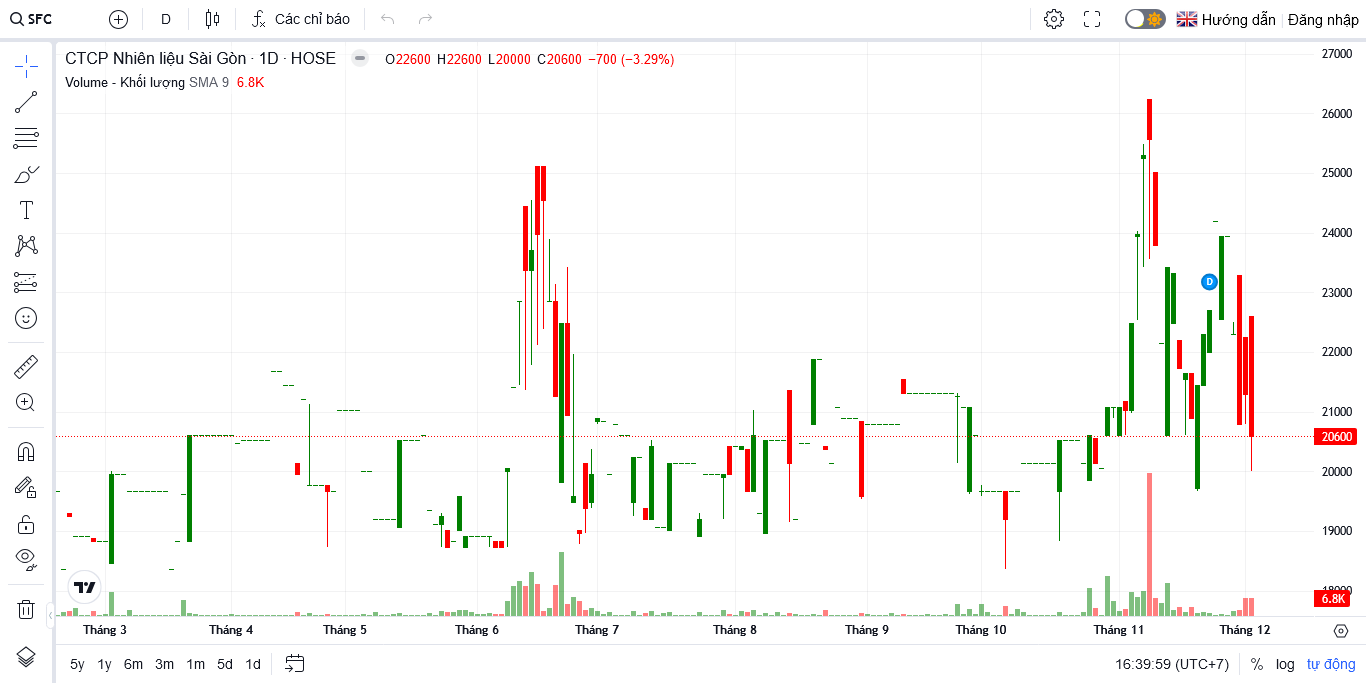 SFC
D
Các chỉ báo
Hướng dẫn
Đăng nhập
CTCP Nhiên liệu Sài Gòn · 1D · HOSE
O22600 H22600 L20000 C20600 −700 (−3.29%)
Volume - Khối lượng SMA 9 6.8K
27000
26000
25000
24000
23000
22000
21000
20600
20000
19000
18000
6.8K
D
Tháng 3
Tháng 4
Tháng 5
Tháng 6
Tháng 7
Tháng 8
Tháng 9
Tháng 10
Tháng 11
Tháng 12
5y 1y 6m 3m 1m 5d 1d
16:39:59 (UTC+7)
% log tự động